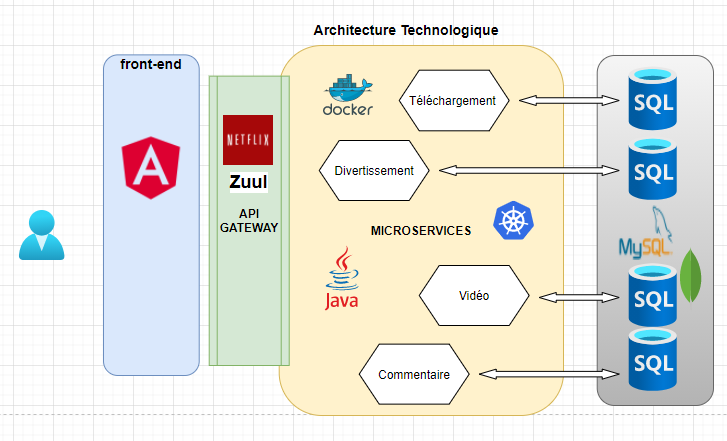 Architecture Technologique
front-end
NETFLIX
Zuul
API
GATEWAY
docker
Téléchargement
SQL
Divertissement
SQL
MICROSERVICES
MySQL
Java
Vidéo
SQL
Commentaire
SQL